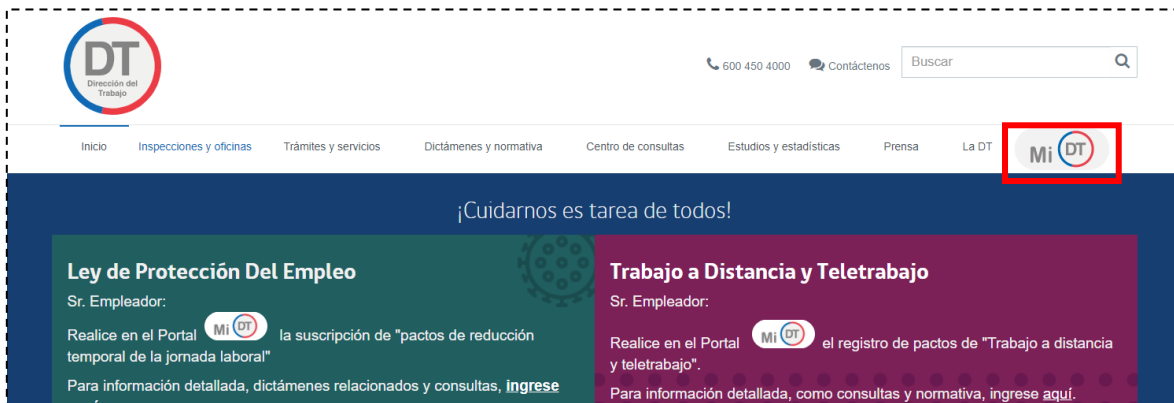 DT
Dirección del
Trabajo
600 450 4000 Contáctenos Buscar
Inicio Inspecciones y oficinas Trámites y servicios Dictámenes y normativa Centro de consultas Estudios y estadísticas Prensa La DT Mi DT
¡Cuidarnos es tarea de todos!
Ley de Protección Del Empleo
Sr. Empleador:
Realice en el Portal Mi DT la suscripción de "pactos de reducción
temporal de la jornada laboral"
Para información detallada, dictámenes relacionados y consultas, ingrese
Trabajo a Distancia y Teletrabajo
Sr. Empleador:
Realice en el Portal Mi DT el registro de pactos de "Trabajo a distancia
y teletrabajo".
Para información detallada, como consultas y normativa, ingrese aquí.